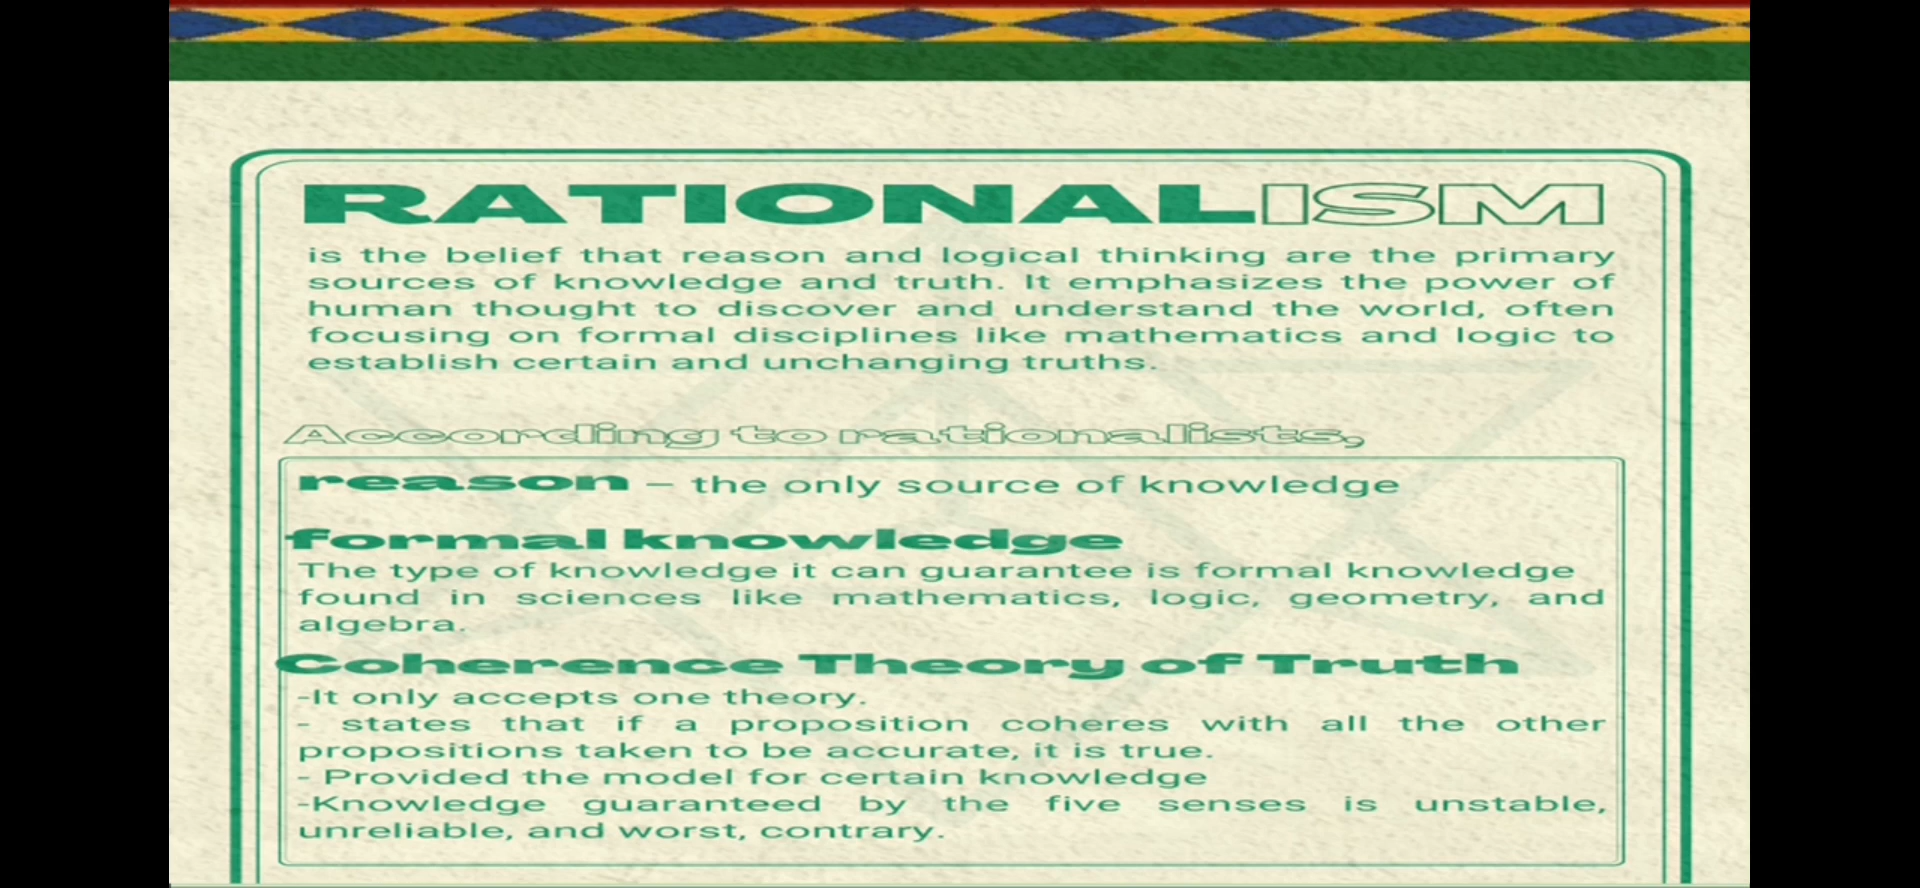 RATIONALISM
is the belief that reason and logical thinking are the primary
sources of knowledge and truth. It emphasizes the power of
human thought to discover and understand the world, often
focusing on formal disciplines like mathematics and logic to
establish certain and unchanging truths.
According to rationalists,
reason – the only source of knowledge
formal knowledge
The type of knowledge it can guarantee is formal knowledge
found in sciences like mathematics, logic, geometry, and
algebra.
Coherence Theory of Truth
-It only accepts one theory.
- states that if a proposition coheres with all the other
propositions taken to be accurate, it is true.
- Provided the model for certain knowledge
-Knowledge guaranteed by the five senses is unstable,
unreliable, and worst, contrary.